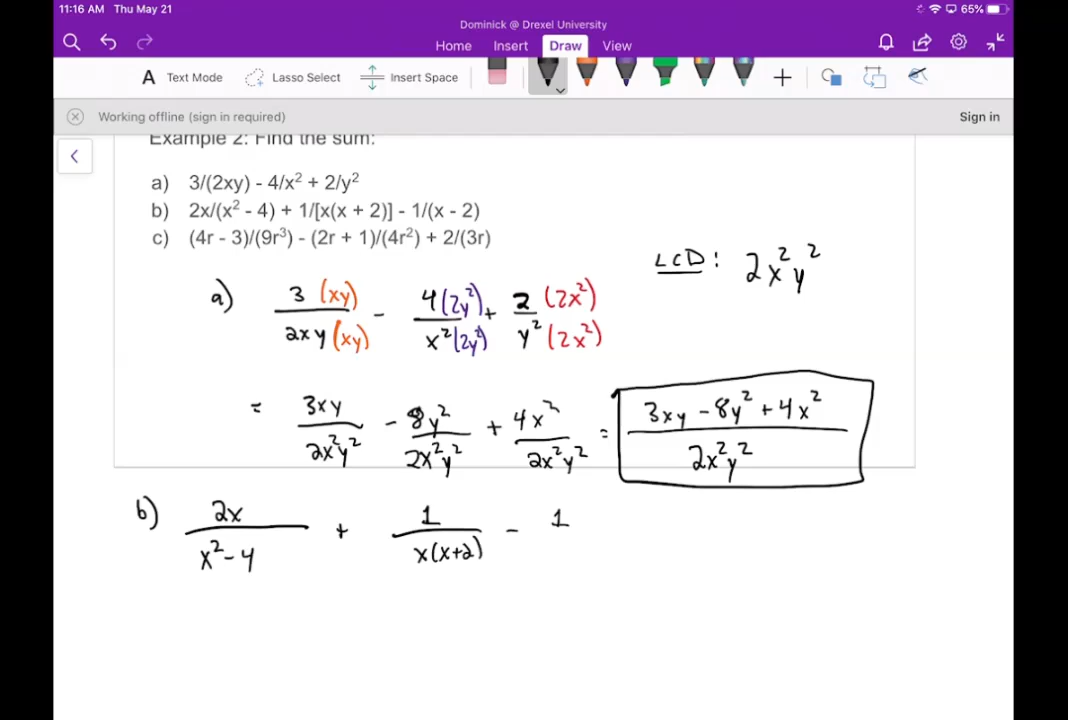 11:16 AM Thu May 21
65%
Dominick @ Drexel University
Home Insert Draw View
A Text Mode Lasso Select Insert Space
Working offline (sign in required) Sign in
Example 2: Find the sum:
a) 3/(2xy) - 4/x² + 2/y²
b) 2x/(x² - 4) + 1/[x(x + 2)] - 1/(x - 2)
c) (4r - 3)/(9r³) - (2r + 1)/(4r²) + 2/(3r)
LCD: 2x²y²
a) 3 (xy) / 2xy (xy) - 4 (2y²) / x² (2y²) + 2 (2x²) / y² (2x²)
= 3xy / 2x²y² - 8y² / 2x²y² + 4x² / 2x²y² = 3xy - 8y² + 4x² / 2x²y²
b) 2x / x² - 4 + 1 / x(x+2) - 1